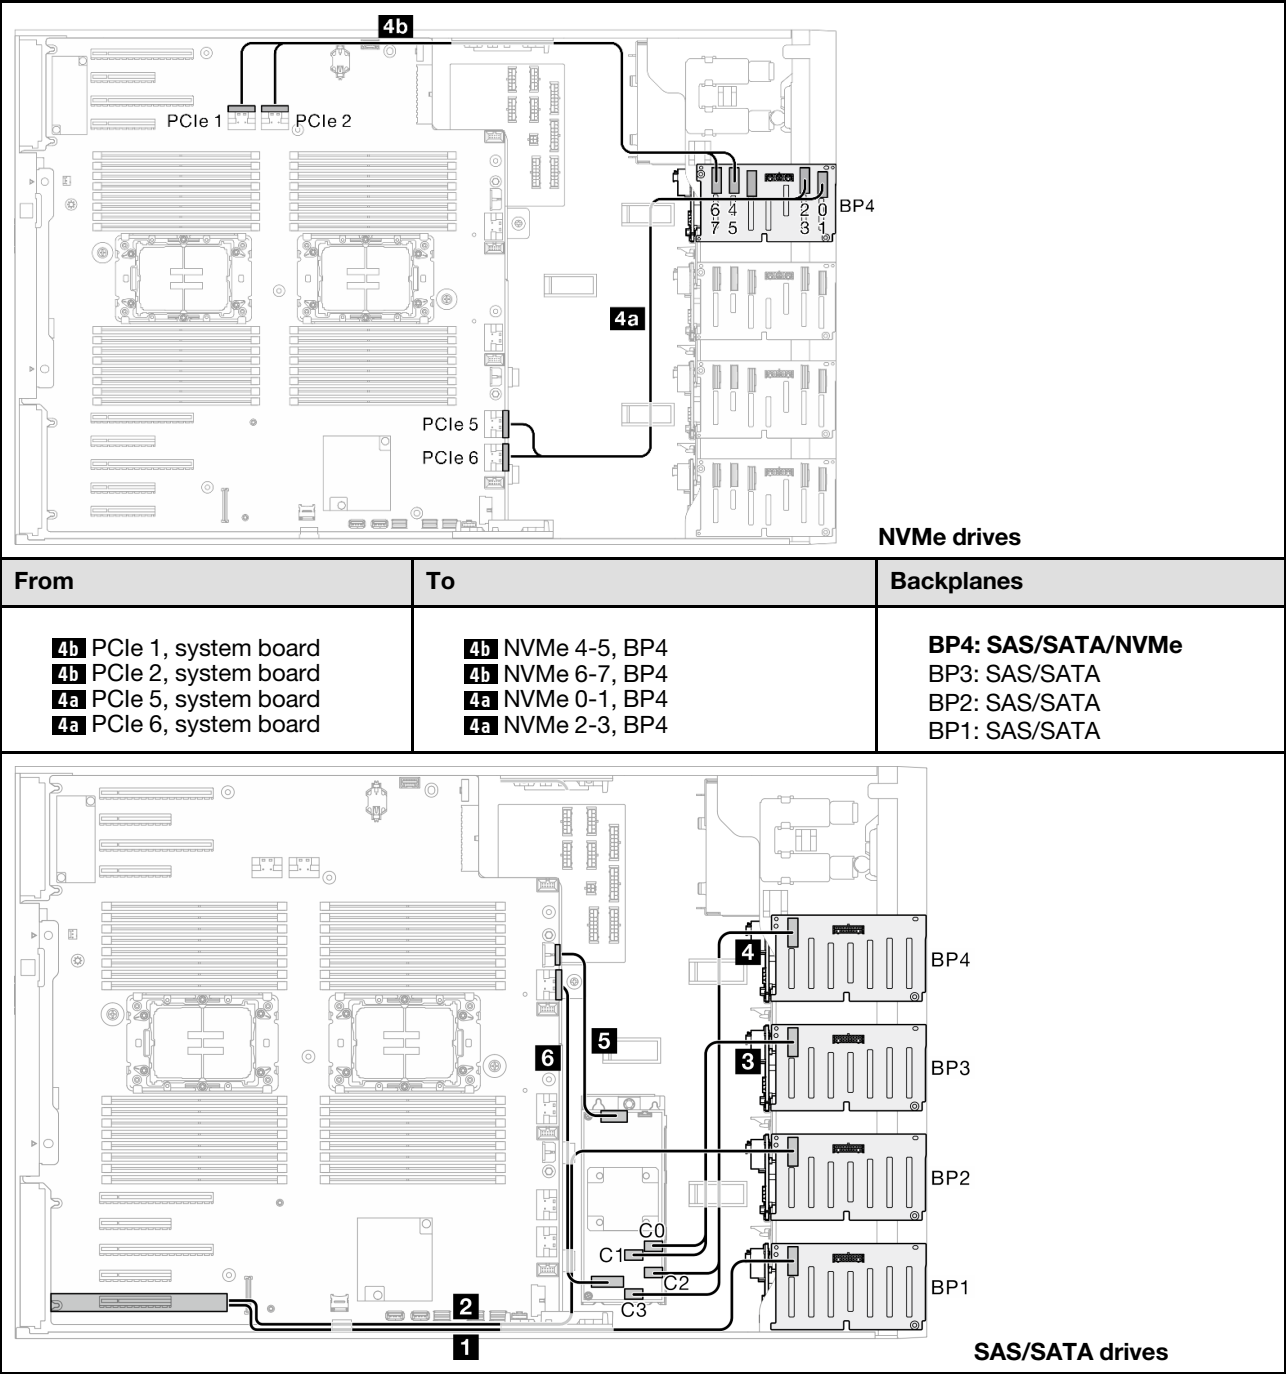 4b
PCIe 1
PCIe 2
6 4 2 0
7 5 3 1
BP4
4a
PCIe 5
PCIe 6
NVMe drives
From
To
Backplanes
4b PCIe 1, system board
4b PCIe 2, system board
4a PCIe 5, system board
4a PCIe 6, system board
4b NVMe 4-5, BP4
4b NVMe 6-7, BP4
4a NVMe 0-1, BP4
4a NVMe 2-3, BP4
BP4: SAS/SATA/NVMe
BP3: SAS/SATA
BP2: SAS/SATA
BP1: SAS/SATA
4
BP4
5
6
3
BP3
BP2
C0
C1
C2
C3
BP1
2
1
SAS/SATA drives